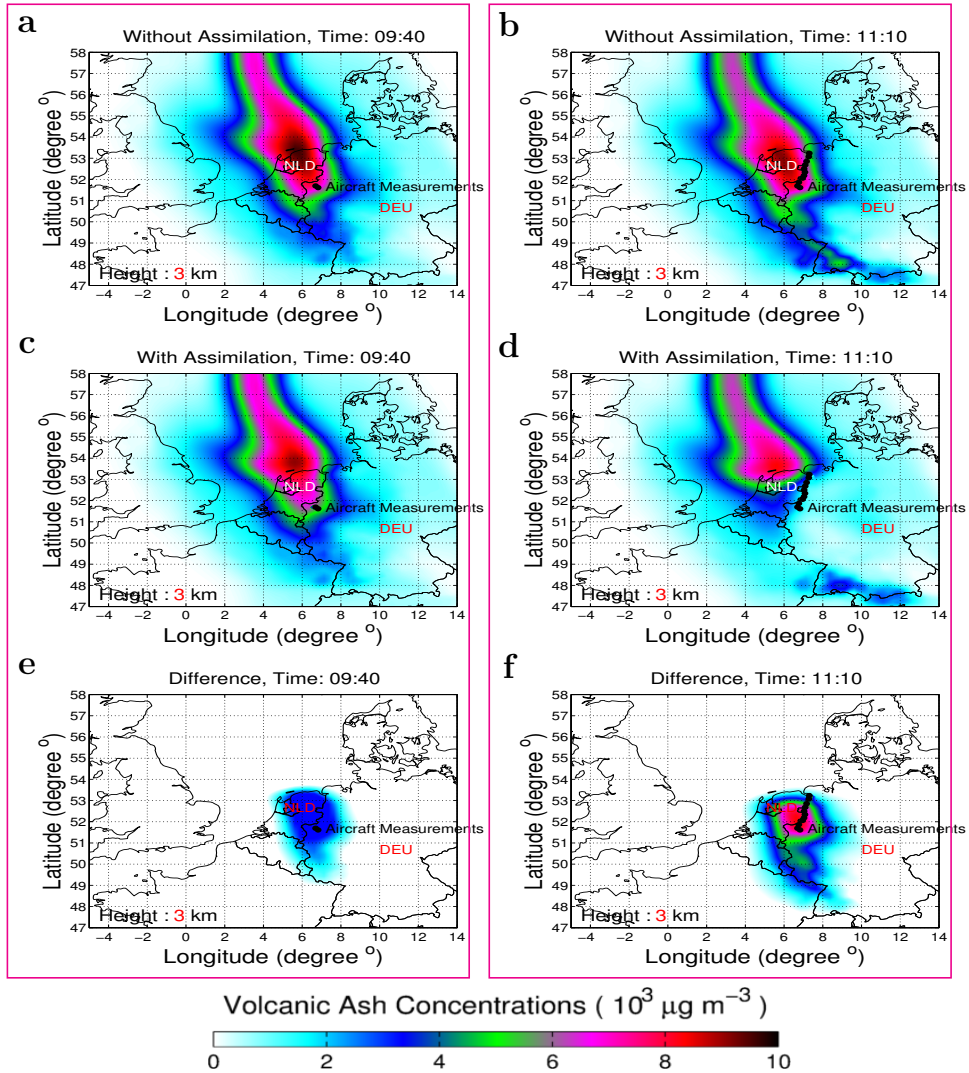 a
Without Assimilation, Time: 09:40
58
57
56
55
54
53
52
51
50
49
48
47
Latitude (degree °)
NLD
Aircraft Measurements
DEU
Height : 3 km
−4 −2 0 2 4 6 8 10 12 14
Longitude (degree °)
b
Without Assimilation, Time: 11:10
58
57
56
55
54
53
52
51
50
49
48
47
Latitude (degree °)
NLD
Aircraft Measurements
DEU
Height : 3 km
−4 −2 0 2 4 6 8 10 12 14
Longitude (degree °)
c
With Assimilation, Time: 09:40
58
57
56
55
54
53
52
51
50
49
48
47
Latitude (degree °)
NLD
Aircraft Measurements
DEU
Height : 3 km
−4 −2 0 2 4 6 8 10 12 14
Longitude (degree °)
d
With Assimilation, Time: 11:10
58
57
56
55
54
53
52
51
50
49
48
47
Latitude (degree °)
NLD
Aircraft Measurements
DEU
Height : 3 km
−4 −2 0 2 4 6 8 10 12 14
Longitude (degree °)
e
Difference, Time: 09:40
58
57
56
55
54
53
52
51
50
49
48
47
Latitude (degree °)
NLD
Aircraft Measurements
DEU
Height : 3 km
−4 −2 0 2 4 6 8 10 12 14
Longitude (degree °)
f
Difference, Time: 11:10
58
57
56
55
54
53
52
51
50
49
48
47
Latitude (degree °)
NLD
Aircraft Measurements
DEU
Height : 3 km
−4 −2 0 2 4 6 8 10 12 14
Longitude (degree °)
Volcanic Ash Concentrations ( 10³ μg m⁻³ )
0 2 4 6 8 10